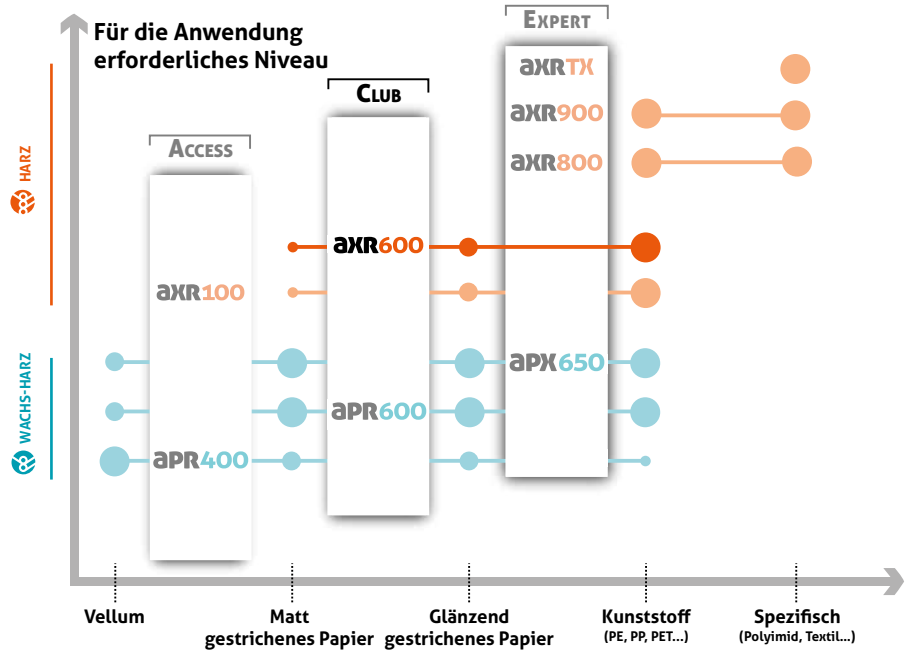 Für die Anwendung
erforderliches Niveau
EXPERT
CLUB
ACCESS
HARZ
WACHS-HARZ
aXRTX
aXR900
aXR800
aXR600
aXR100
aPX650
aPR600
aPR400
Vellum
Matt
gestrichenes Papier
Glänzend
gestrichenes Papier
Kunststoff
(PE, PP, PET...)
Spezifisch
(Polyimid, Textil...)